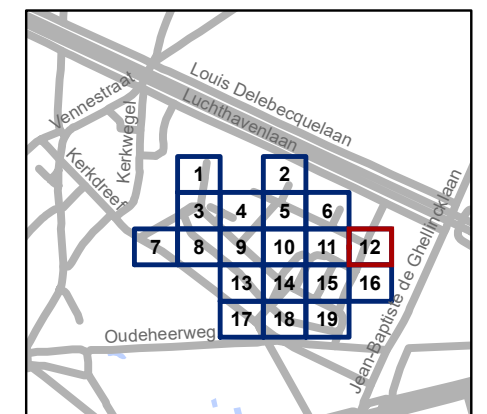 Louis Delebecquelaan
Luchthavenlaan
Vennestraat
Kerkwegel
Kerkdreef
1 2
3 4 5 6
7 8 9 10 11 12
13 14 15 16
17 18 19
Oudeheerweg
Jean-Baptiste de Ghellincklaan